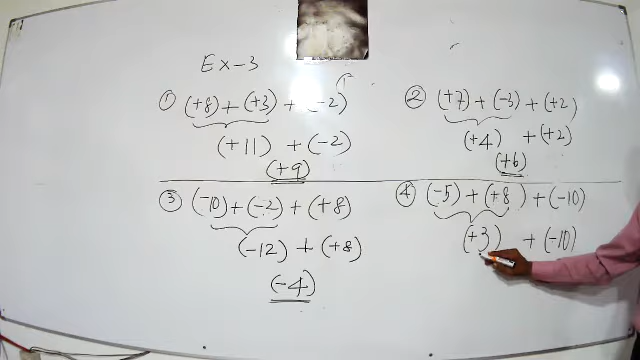 Ex-3
① (+8) + (+3) + (-2)
(+11) + (-2)
(+9)
② (+7) + (-3) + (+2)
(+4) + (+2)
(+6)
③ (-10) + (-2) + (+8)
(-12) + (+8)
(-4)
④ (-5) + (+8) + (-10)
(+3) + (-10)